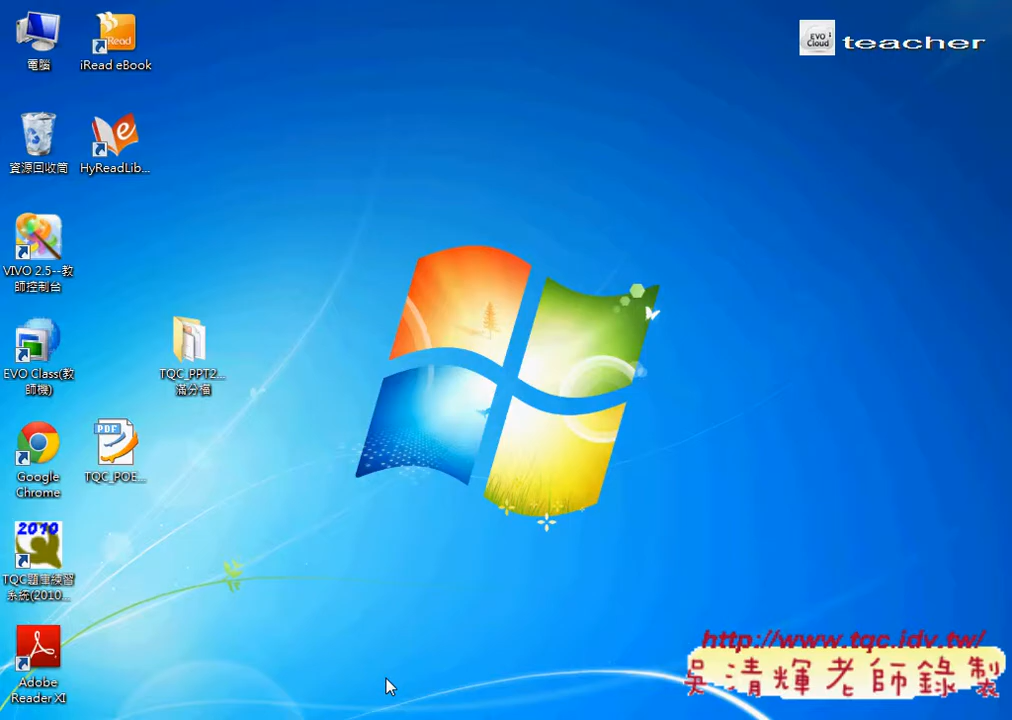 電腦
iRead
iRead eBook
資源回收筒
e
HyReadLib...
VIVO 2.5--教
師控制台
EVO Class(教
師機)
TQC_PPT2...
滿分檔
Google
Chrome
PDF
TQC_POE...
2010
TQC題庫練習
系統(2010...
Adobe
Reader XI
EVO
Cloud
teacher
http://www.tqc.idv.tw/
吳清輝老師錄製